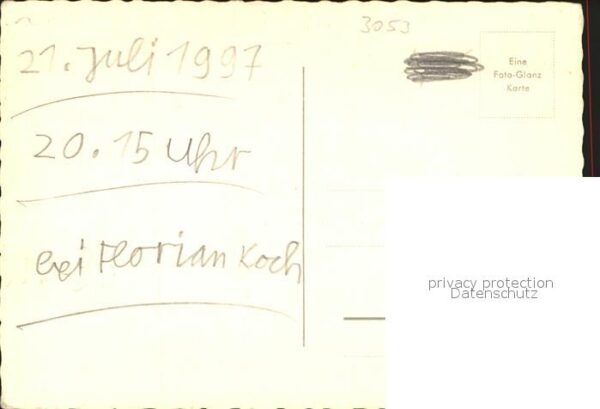 3053
21. Juli 1997
Eine
Foto-Glanz
Karte
20.15 Uhr
bei Florian Koch
privacy protection
Datenschutz